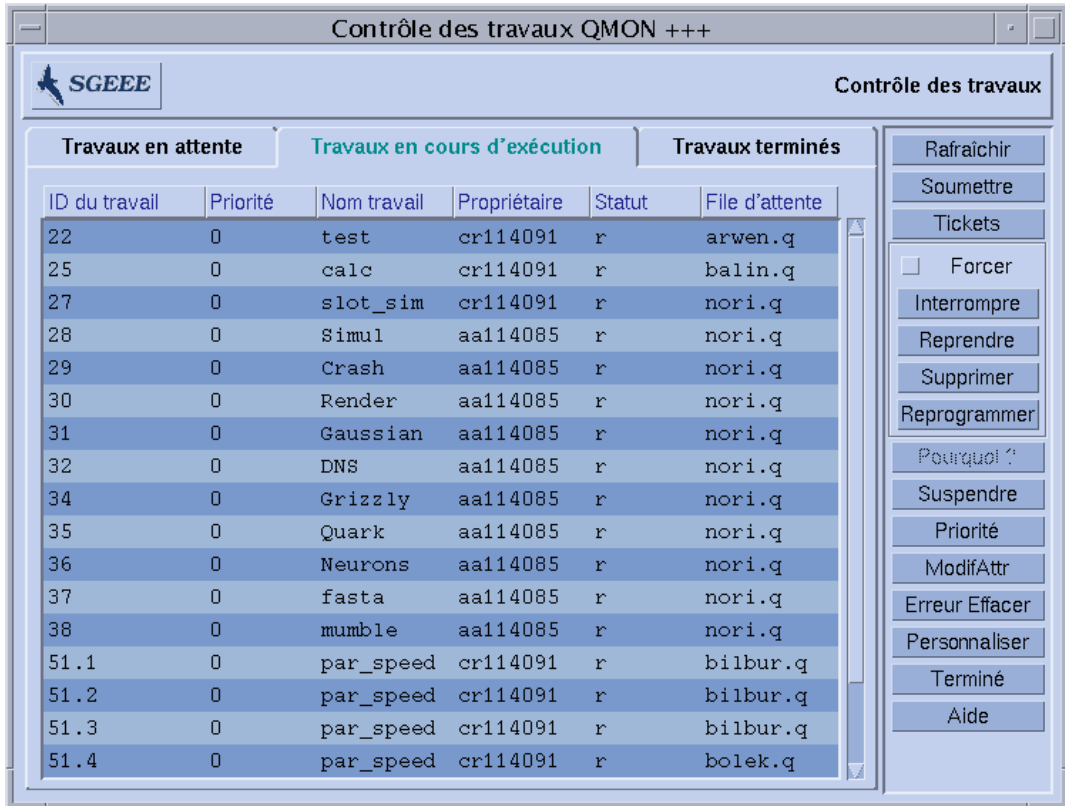 Contrôle des travaux QMON +++
SGEEE
Contrôle des travaux
Travaux en attente Travaux en cours d'exécution Travaux terminés
ID du travail Priorité Nom travail Propriétaire Statut File d'attente
22 0 test cr114091 r arwen.q
25 0 calc cr114091 r balin.q
27 0 slot_sim cr114091 r nori.q
28 0 Simul aa114085 r nori.q
29 0 Crash aa114085 r nori.q
30 0 Render aa114085 r nori.q
31 0 Gaussian aa114085 r nori.q
32 0 DNS aa114085 r nori.q
34 0 Grizzly aa114085 r nori.q
35 0 Quark aa114085 r nori.q
36 0 Neurons aa114085 r nori.q
37 0 fasta aa114085 r nori.q
38 0 mumble aa114085 r nori.q
51.1 0 par_speed cr114091 r bilbur.q
51.2 0 par_speed cr114091 r bilbur.q
51.3 0 par_speed cr114091 r bilbur.q
51.4 0 par_speed cr114091 r bolek.q
Rafraîchir
Soumettre
Tickets
Forcer
Interrompre
Reprendre
Supprimer
Reprogrammer
Pourquoi ?
Suspendre
Priorité
ModifAttr
Erreur Effacer
Personnaliser
Terminé
Aide